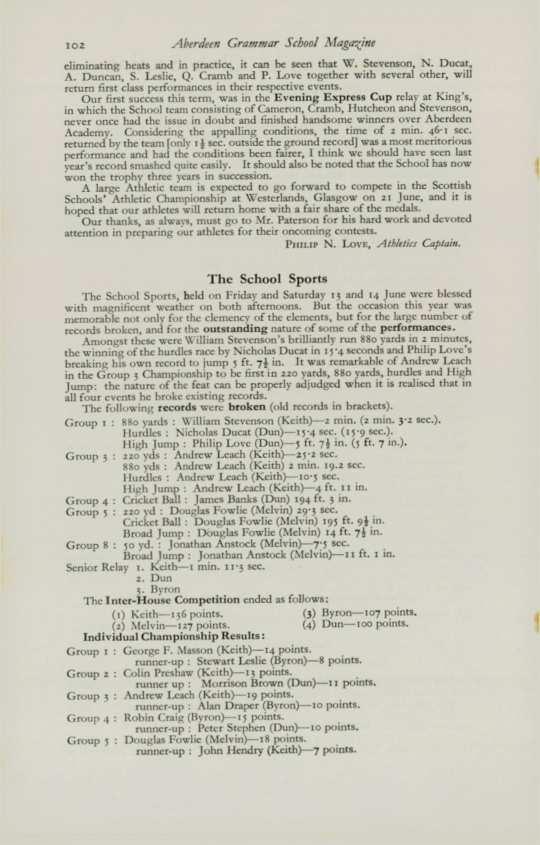 102 Aberdeen Grammar School Magazine
eliminating heats and in practice, it can be seen that W. Stevenson, N. Ducat,
A. Duncan, S. Leslie, Q. Cramb and P. Love together with several other, will
return first class performances in their respective events.
Our first success this term, was in the Evening Express Cup relay at King's,
in which the School team consisting of Cameron, Cramb, Hutcheon and Stevenson,
never once had the issue in doubt and finished handsome winners over Aberdeen
Academy. Considering the appalling conditions, the time of 2 min. 46·1 sec.
returned by the team [only 1½ sec. outside the ground record] was a most meritorious
performance and had the conditions been fairer, I think we should have seen last
year's record smashed quite easily. It should also be noted that the School has now
won the trophy three years in succession.
A large Athletic team is expected to go forward to compete in the Scottish
Schools' Athletic Championship at Westerlands, Glasgow on 21 June, and it is
hoped that our athletes will return home with a fair share of the medals.
Our thanks, as always, must go to Mr. Paterson for his hard work and devoted
attention in preparing our athletes for their oncoming contests.
Philip N. Love, Athletics Captain.
The School Sports
The School Sports, held on Friday and Saturday 13 and 14 June were blessed
with magnificent weather on both afternoons. But the occasion this year was
memorable not only for the clemency of the elements, but for the large number of
records broken, and for the outstanding nature of some of the performances.
Amongst these were William Stevenson's brilliantly run 880 yards in 2 minutes,
the winning of the hurdles race by Nicholas Ducat in 15·4 seconds and Philip Love's
breaking his own record to jump 5 ft. 7½ in. It was remarkable of Andrew Leach
in the Group 3 Championship to be first in 220 yards, 880 yards, hurdles and High
Jump: the nature of the feat can be properly adjudged when it is realised that in
all four events he broke existing records.
The following records were broken (old records in brackets).
Group 1 : 880 yards : William Stevenson (Keith)—2 min. (2 min. 3·2 sec.).
Hurdles : Nicholas Ducat (Dun)—15·4 sec. (15·9 sec.).
High Jump : Philip Love (Dun)—5 ft. 7½ in. (5 ft. 7 in.).
Group 3 : 220 yds : Andrew Leach (Keith)—25·2 sec.
880 yds : Andrew Leach (Keith) 2 min. 19.2 sec.
Hurdles : Andrew Leach (Keith)—10·5 sec.
High Jump : Andrew Leach (Keith)—4 ft. 11 in.
Group 4 : Cricket Ball : James Banks (Dun) 194 ft. 3 in.
Group 5 : 220 yd : Douglas Fowlie (Melvin) 29·3 sec.
Cricket Ball : Douglas Fowlie (Melvin) 195 ft. 9½ in.
Broad Jump : Douglas Fowlie (Melvin) 14 ft. 7½ in.
Group 8 : 50 yd. : Jonathan Anstock (Melvin)—7·5 sec.
Broad Jump : Jonathan Anstock (Melvin)—11 ft. 1 in.
Senior Relay 1. Keith—1 min. 11·3 sec.
2. Dun
3. Byron
The Inter-House Competition ended as follows:
(1) Keith—136 points. (3) Byron—107 points.
(2) Melvin—127 points. (4) Dun—100 points.
Individual Championship Results:
Group 1 : George F. Masson (Keith)—14 points.
runner-up : Stewart Leslie (Byron)—8 points.
Group 2 : Colin Preshaw (Keith)—13 points.
runner up : Morrison Brown (Dun)—11 points.
Group 3 : Andrew Leach (Keith)—19 points.
runner-up : Alan Draper (Byron)—10 points.
Group 4 : Robin Craig (Byron)—15 points.
runner-up : Peter Stephen (Dun)—10 points.
Group 5 : Douglas Fowlie (Melvin)—18 points.
runner-up : John Hendry (Keith)—7 points.